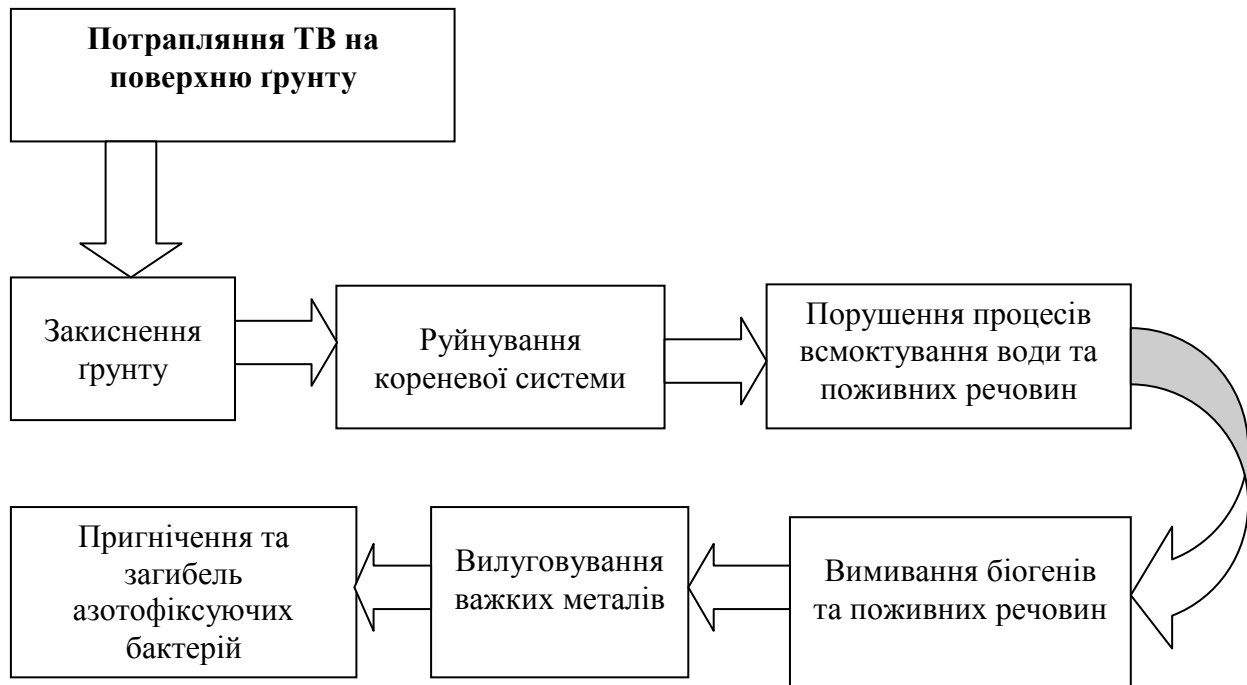 Потрапляння ТВ на
поверхню ґрунту
Закиснення
ґрунту
Руйнування
кореневої системи
Порушення процесів
всмоктування води та
поживних речовин
Вимивання біогенів
та поживних речовин
Вилуговування
важких металів
Пригнічення та
загибель
азотофіксуючих
бактерій